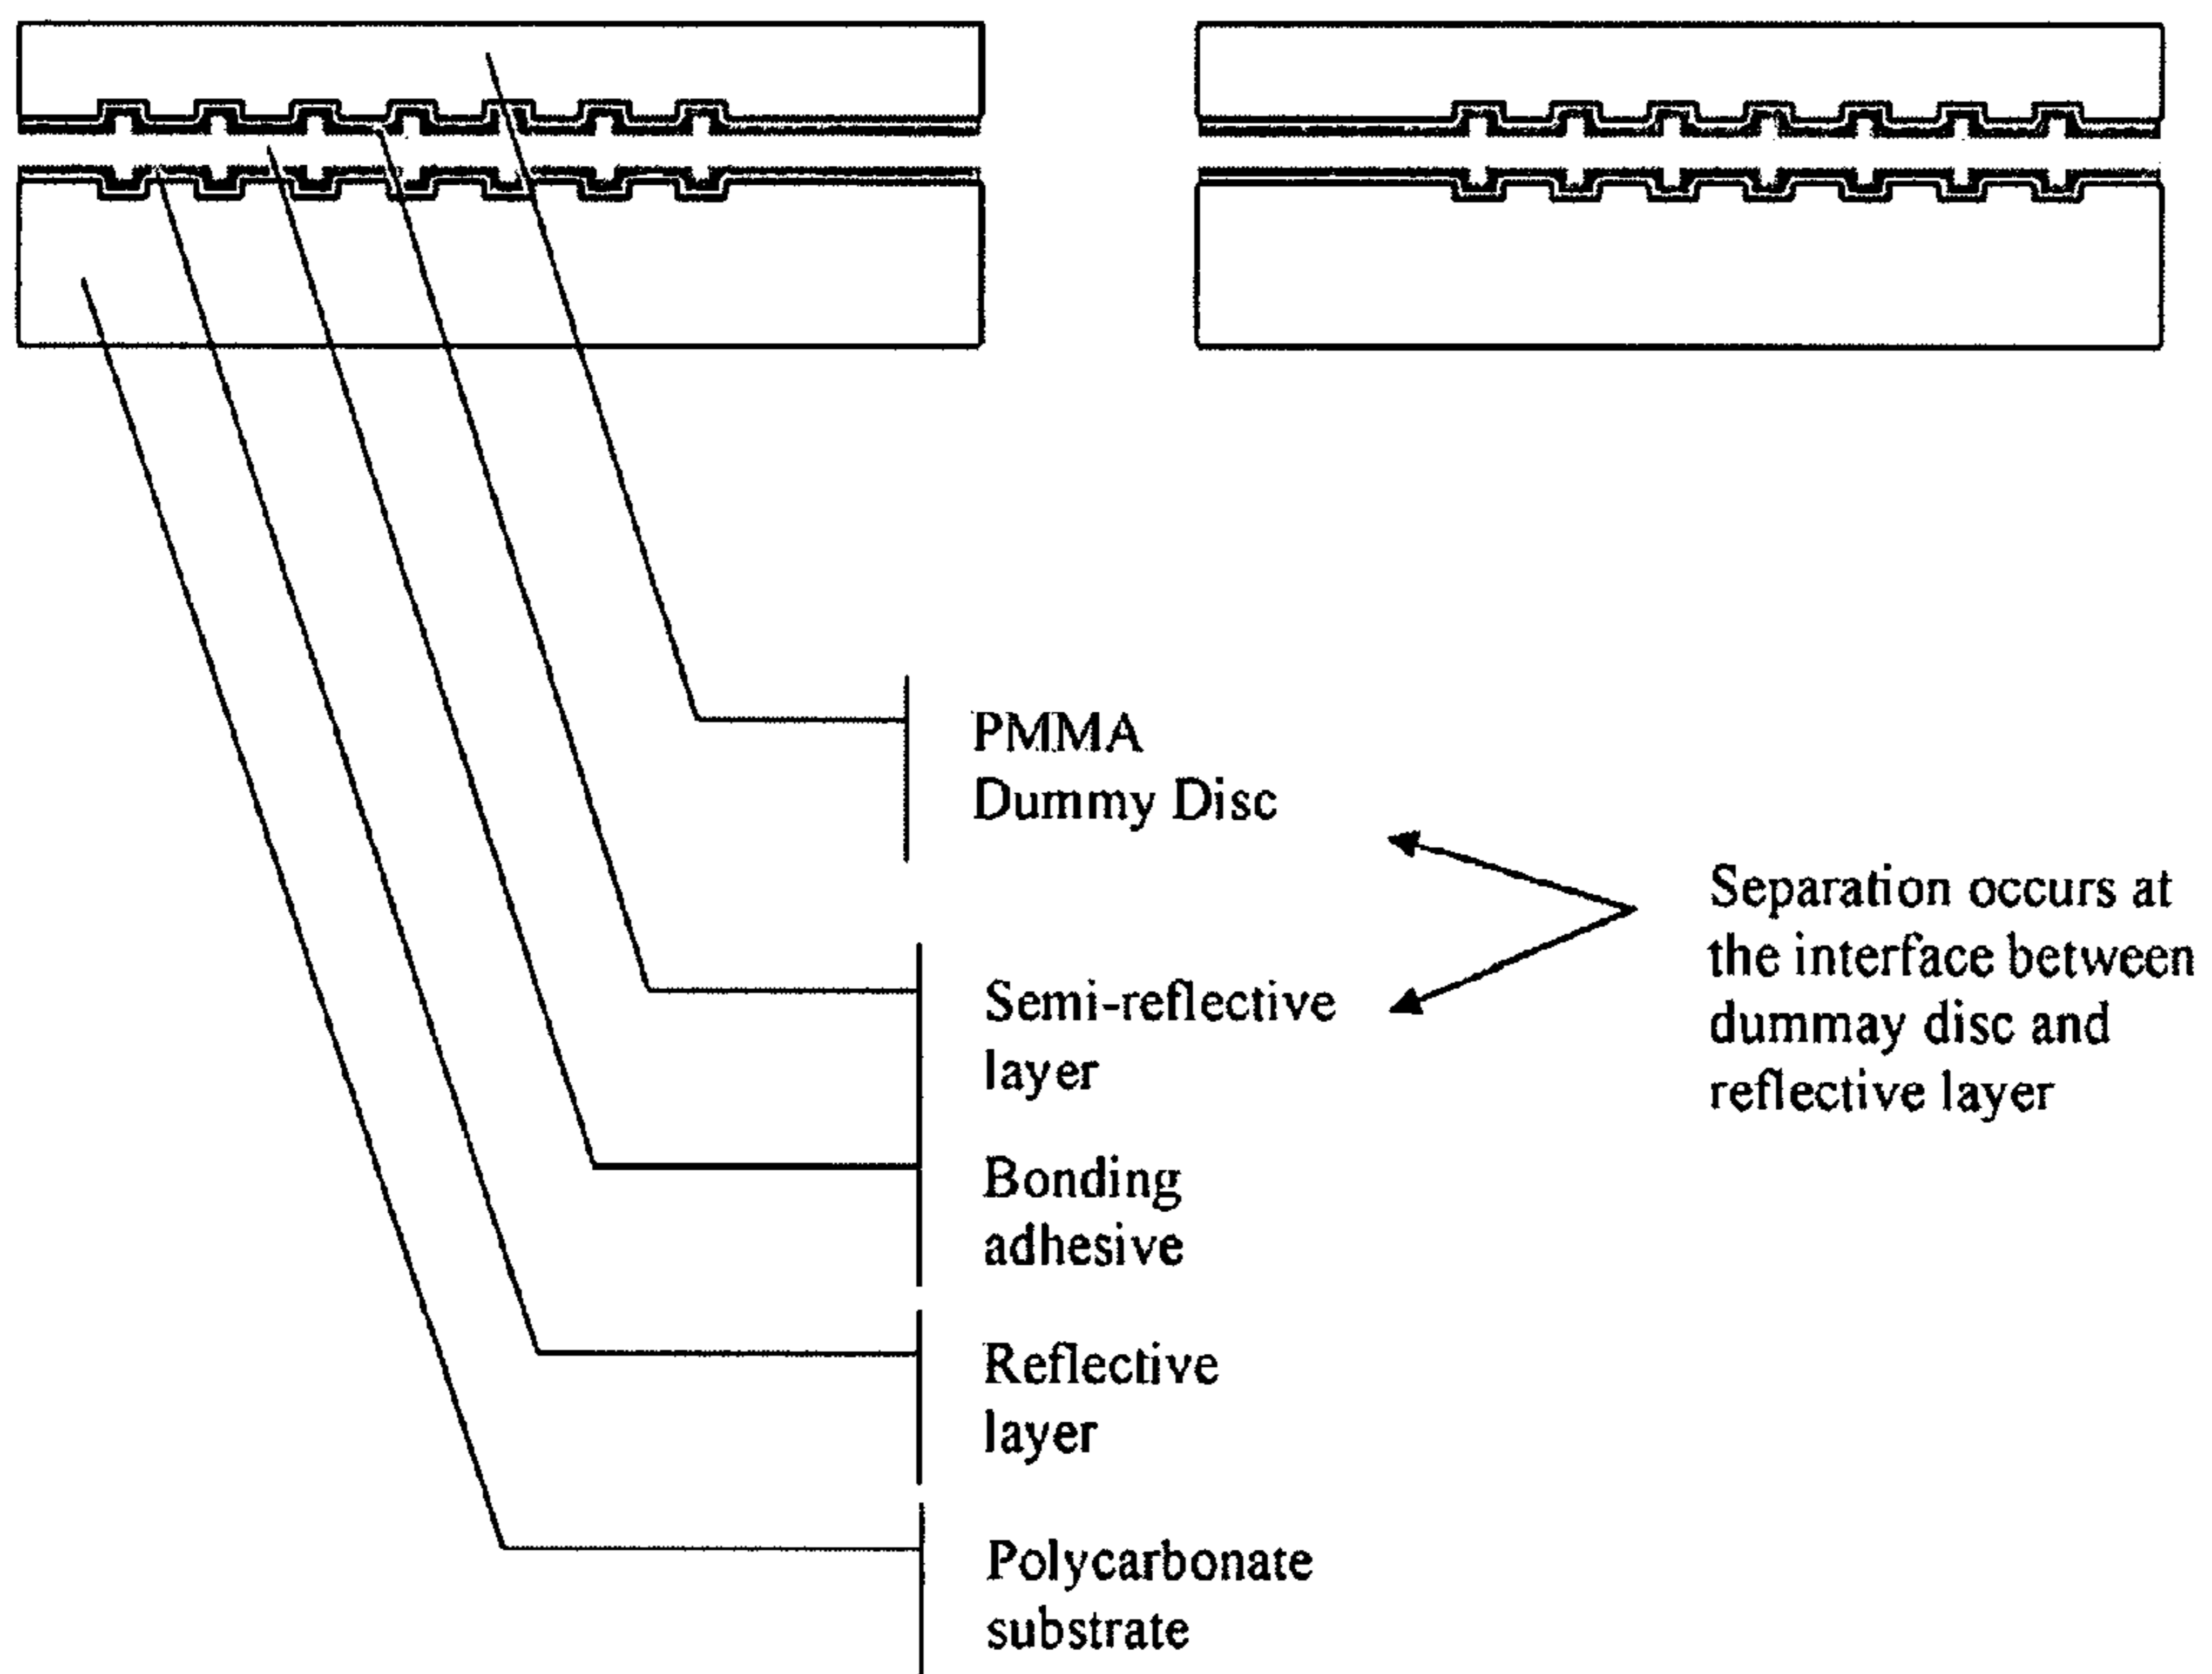 PMMA
Dummy Disc
Separation occurs at
the interface between
dummay disc and
reflective layer
Semi-reflective
layer
Bonding
adhesive
Reflective
layer
Polycarbonate
substrate